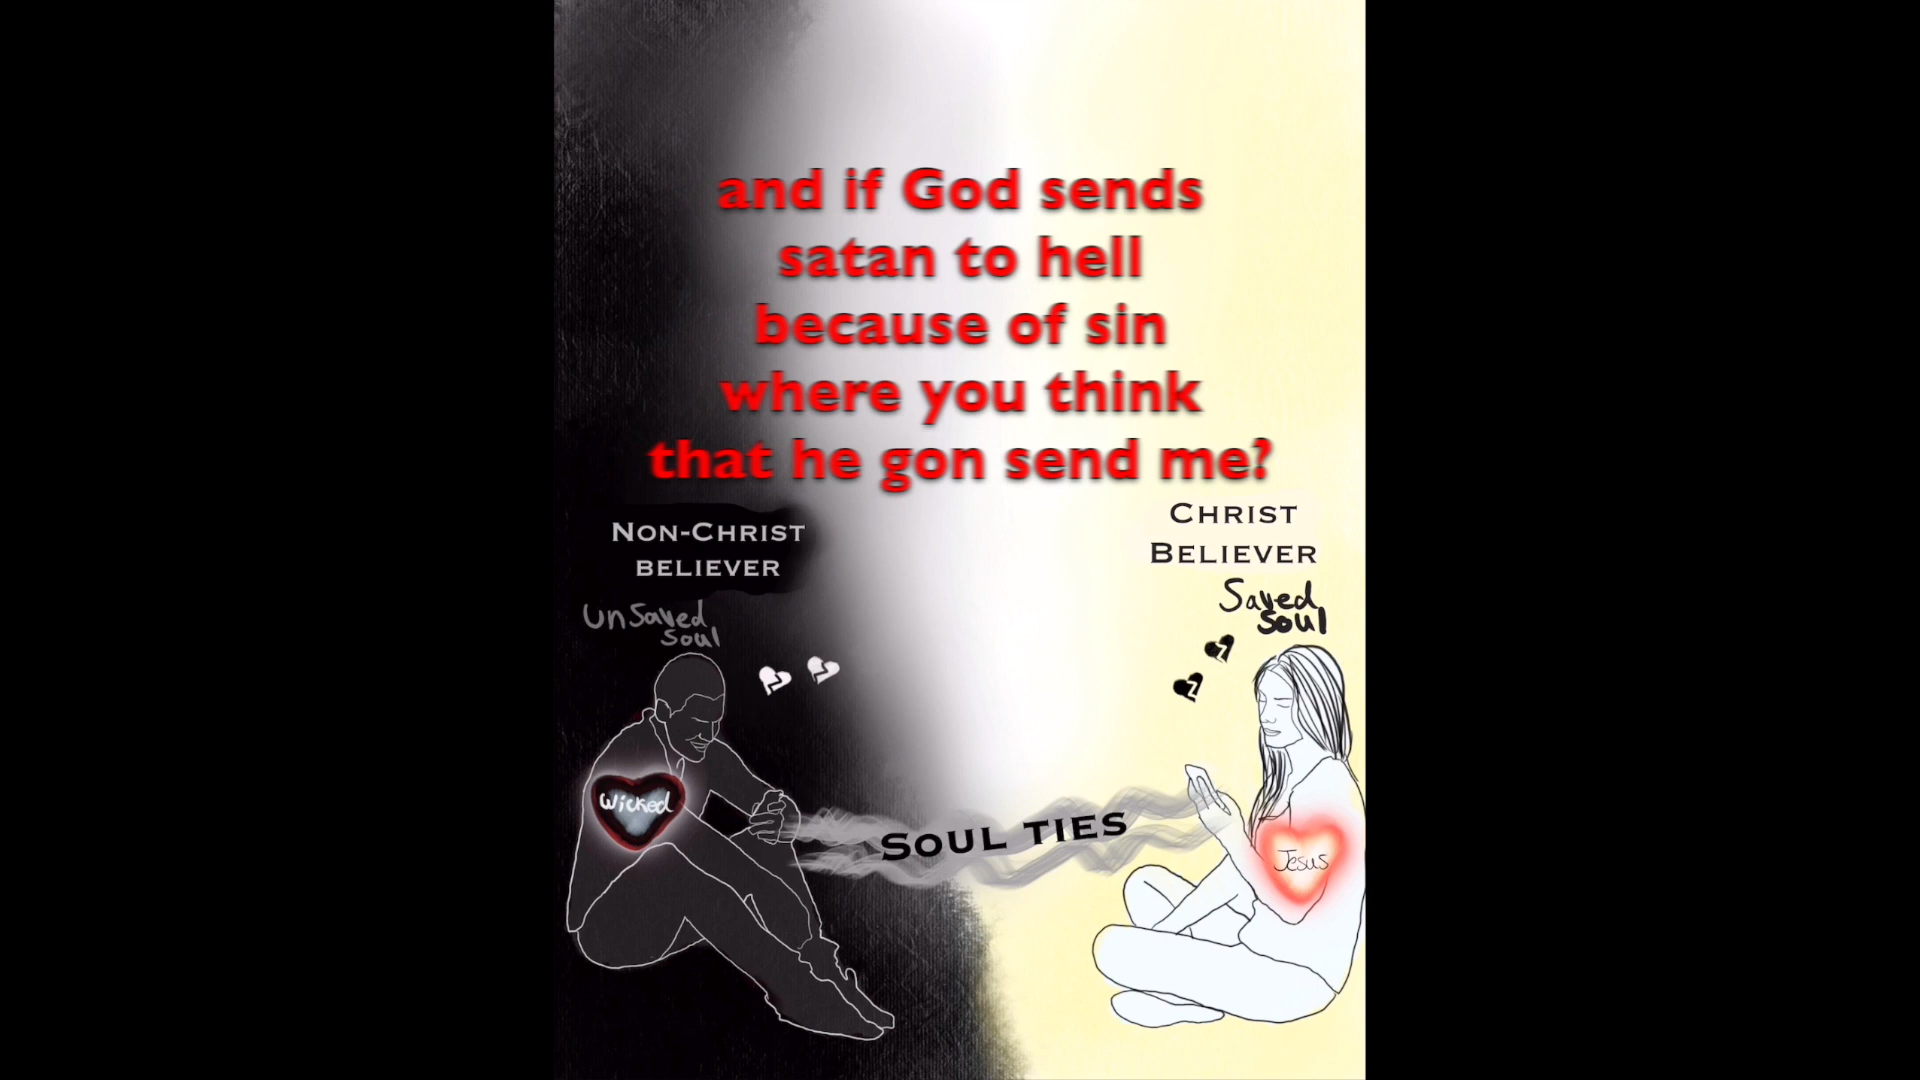 and if God sends
satan to hell
because of sin
where you think
that he gon send me?
Non-Christ
believer
Unsaved
soul
Christ
Believer
Saved
soul
Wicked
Soul ties
Jesus